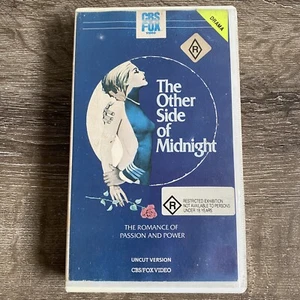 CBS
FOX
VIDEO
DRAMA
R
The
Other
Side
of
Midnight
R
RESTRICTED EXHIBITION
NOT AVAILABLE TO PERSONS
UNDER 18 YEARS
THE ROMANCE OF
PASSION AND POWER
UNCUT VERSION
CBS/FOX VIDEO